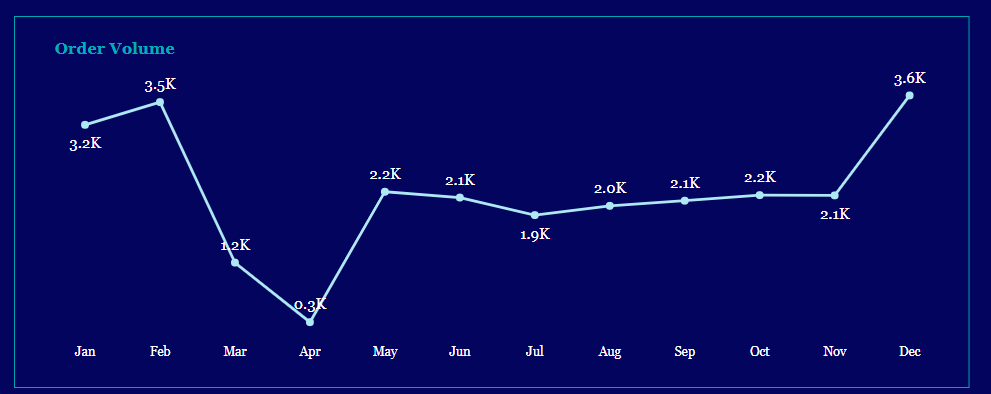 Order Volume
3.2K
3.5K
1.2K
0.3K
2.2K
2.1K
1.9K
2.0K
2.1K
2.2K
2.1K
3.6K
Jan Feb Mar Apr May Jun Jul Aug Sep Oct Nov Dec